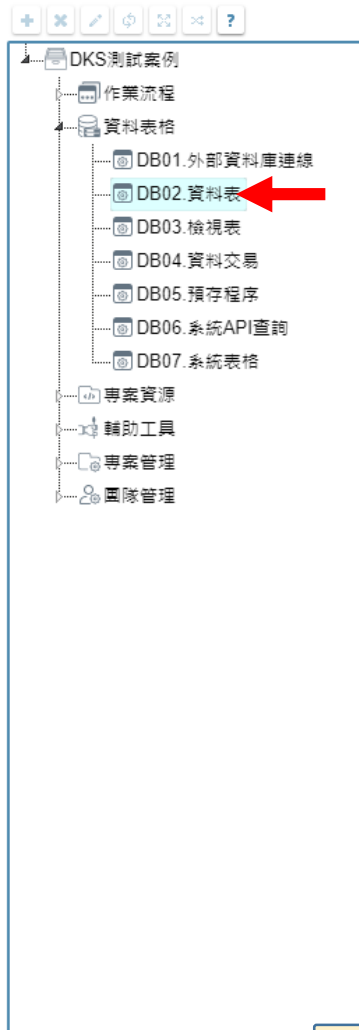 ?
DKS測試案例
作業流程
資料表格
DB01.外部資料庫連線
DB02.資料表
DB03.檢視表
DB04.資料交易
DB05.預存程序
DB06.系統API查詢
DB07.系統表格
專案資源
輔助工具
專案管理
團隊管理